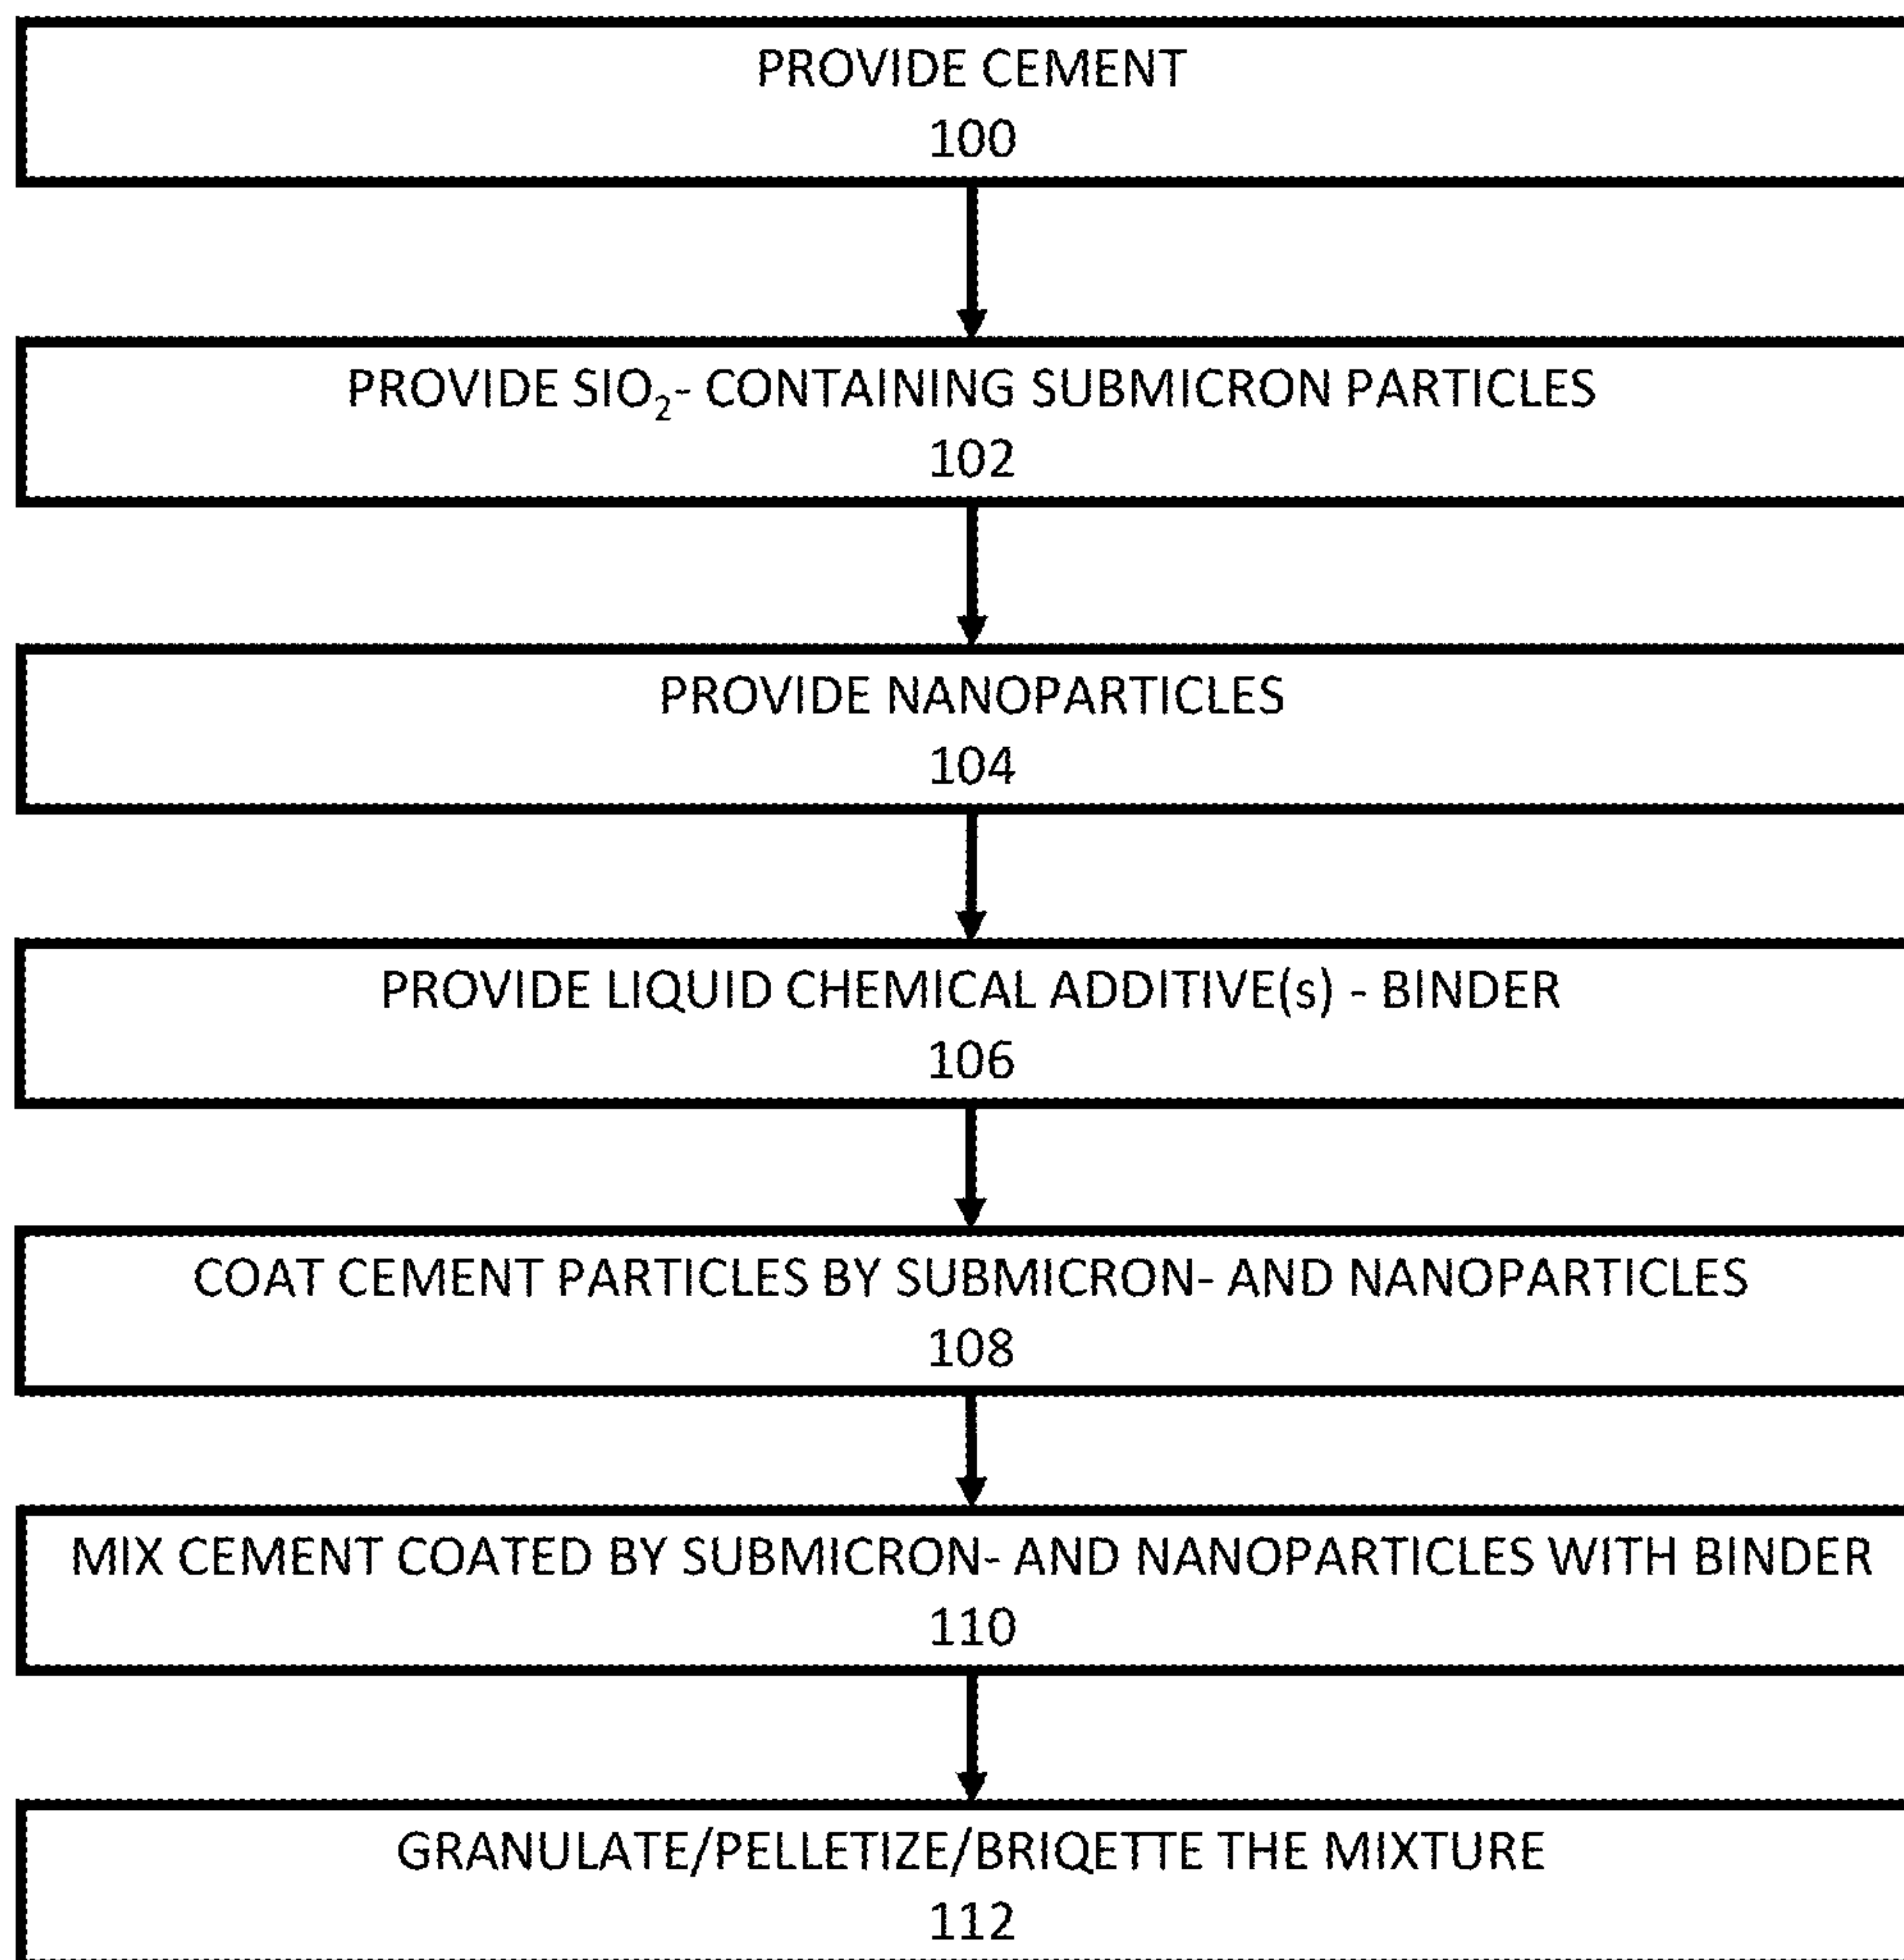 PROVIDE CEMENT
100
PROVIDE SIO₂- CONTAINING SUBMICRON PARTICLES
102
PROVIDE NANOPARTICLES
104
PROVIDE LIQUID CHEMICAL ADDITIVE(s) - BINDER
106
COAT CEMENT PARTICLES BY SUBMICRON- AND NANOPARTICLES
108
MIX CEMENT COATED BY SUBMICRON- AND NANOPARTICLES WITH BINDER
110
GRANULATE/PELLETIZE/BRIQETTE THE MIXTURE
112